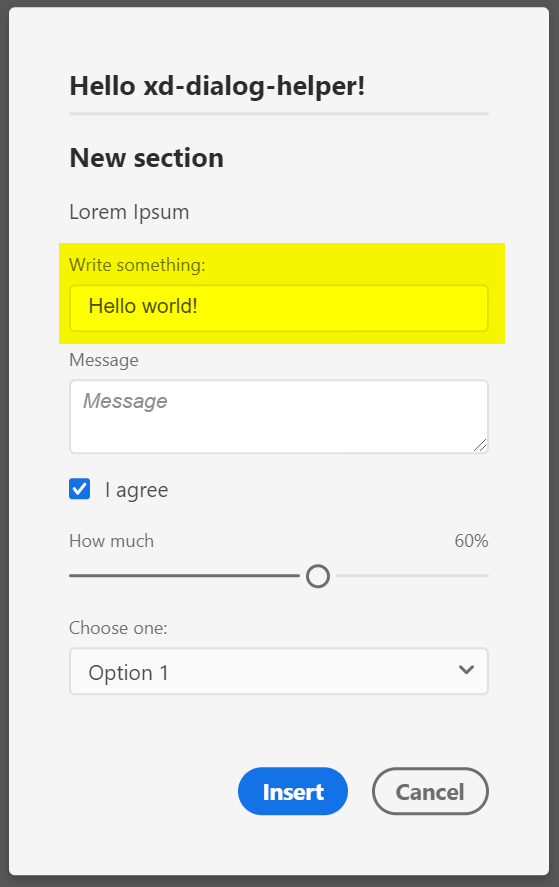 Hello xd-dialog-helper!
New section
Lorem Ipsum
Write something:
Hello world!
Message
Message
I agree
How much 60%
Choose one:
Option 1
Insert Cancel